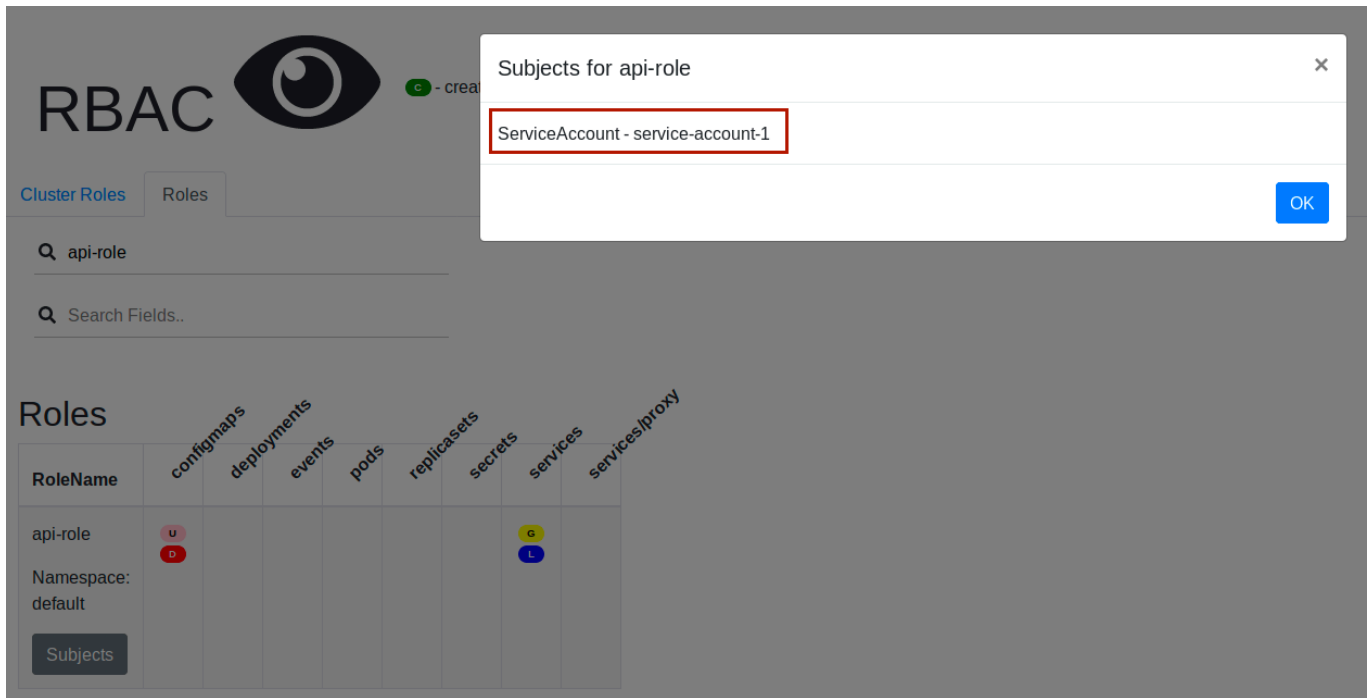 RBAC
C - crea
Subjects for api-role
×
ServiceAccount - service-account-1
OK
Cluster Roles
Roles
api-role
Search Fields..
Roles
RoleName
configmaps
deployments
events
pods
replicasets
secrets
services
services/proxy
api-role
U
D
G
L
Namespace:
default
Subjects